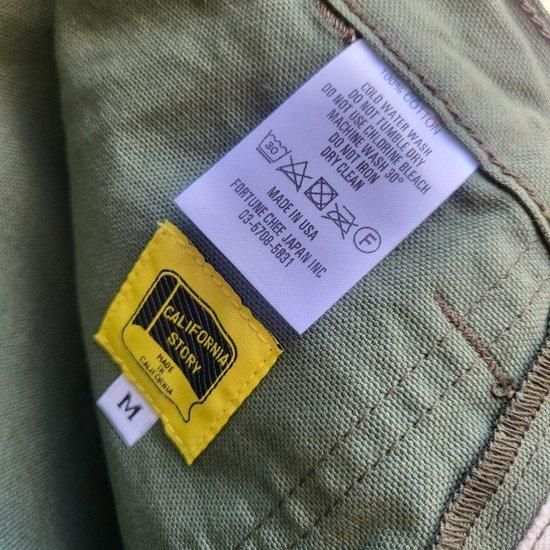 100% COTTON
COLD WATER WASH
DO NOT TUMBLE DRY
DO NOT USE CHLORINE BLEACH
MACHINE WASH 30°
DO NOT IRON
DRY CLEAN
30
F
MADE IN USA
FORTUNE CHEE JAPAN INC
03-5708-5831
CALIFORNIA
STORY
MADE
IN
CALIFORNIA
M